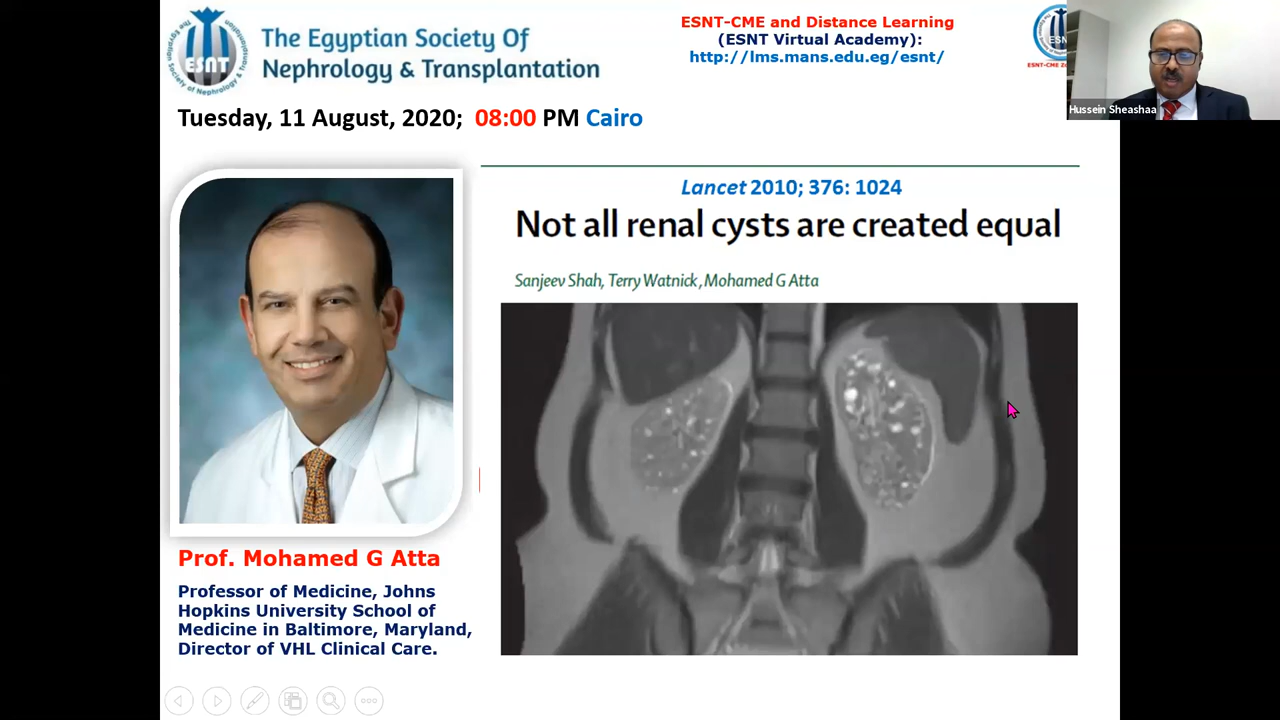 The Egyptian Society Of
Nephrology & Transplantation
ESNT
ESNT-CME and Distance Learning
(ESNT Virtual Academy):
http://lms.mans.edu.eg/esnt/
Hussein Sheashaa
Tuesday, 11 August, 2020; 08:00 PM Cairo
Lancet 2010; 376: 1024
Not all renal cysts are created equal
Sanjeev Shah, Terry Watnick, Mohamed G Atta
Prof. Mohamed G Atta
Professor of Medicine, Johns
Hopkins University School of
Medicine in Baltimore, Maryland,
Director of VHL Clinical Care.